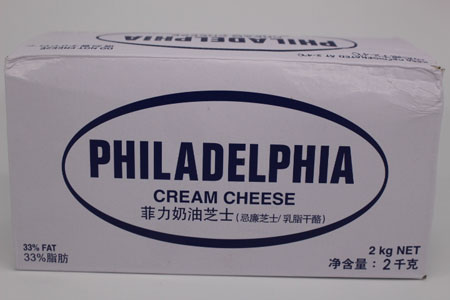 PHILADELPHIA
PHILADELPHIA
CREAM CHEESE
菲力奶油芝士(忌廉芝士/乳脂干酪)
33% FAT
33%脂肪
2 kg NET
净含量：2千克